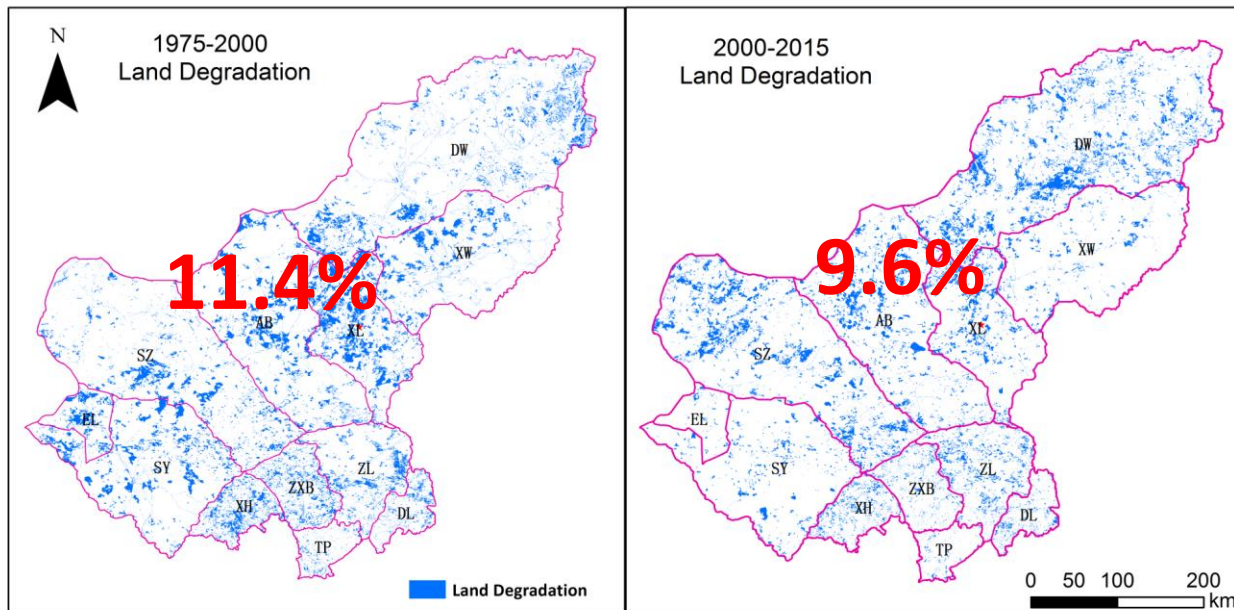 N
1975-2000
Land Degradation
DW
XW
11.4%
AB
XL
SZ
EL
SY
ZL
ZXB
XH
DL
TP
Land Degradation
2000-2015
Land Degradation
DW
XW
9.6%
AB
XL
SZ
EL
SY
ZL
ZXB
XH
DL
TP
0 50 100 200
km